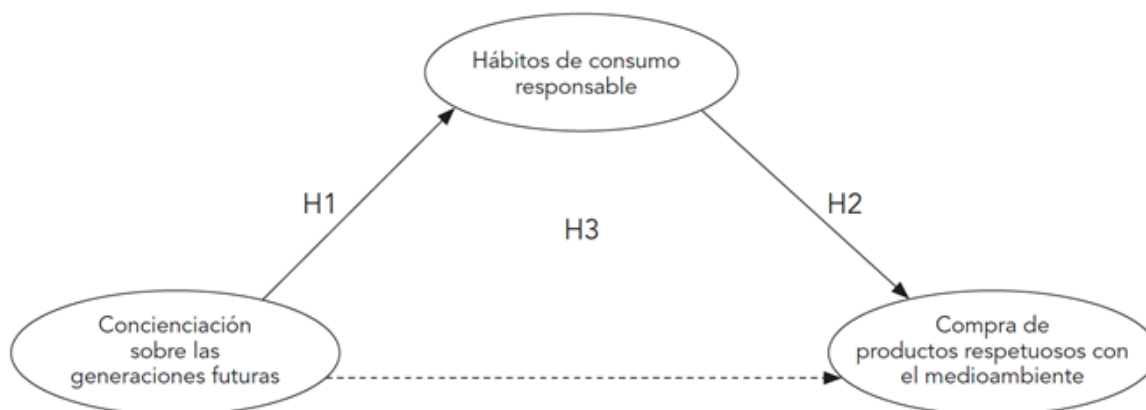 Hábitos de consumo
responsable
H1
H2
H3
Concienciación
sobre las
generaciones futuras
Compra de
productos respetuosos con
el medioambiente